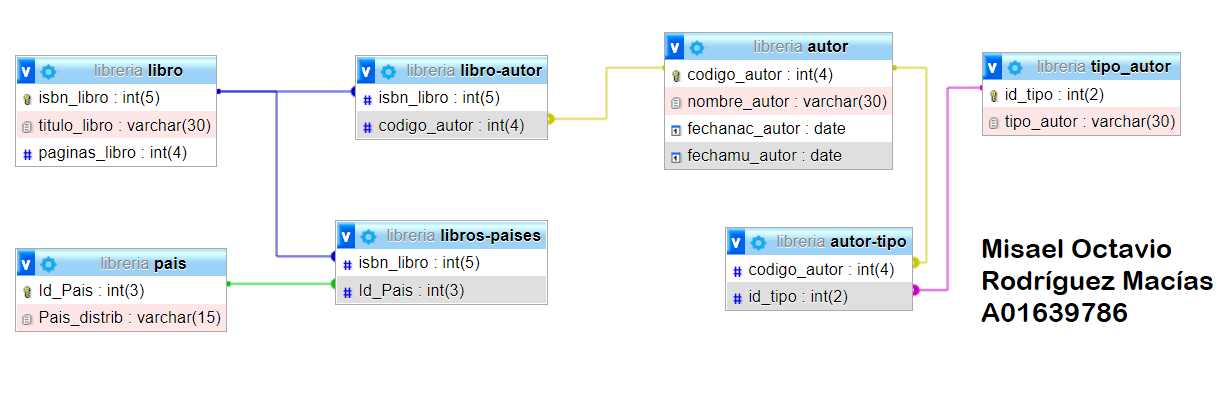 libreria libro
isbn_libro : int(5)
titulo_libro : varchar(30)
paginas_libro : int(4)
libreria libro-autor
isbn_libro : int(5)
codigo_autor : int(4)
libreria autor
codigo_autor : int(4)
nombre_autor : varchar(30)
fechanac_autor : date
fechamu_autor : date
libreria tipo_autor
id_tipo : int(2)
tipo_autor : varchar(30)
libreria pais
Id_Pais : int(3)
Pais_distrib : varchar(15)
libreria libros-paises
isbn_libro : int(5)
Id_Pais : int(3)
libreria autor-tipo
codigo_autor : int(4)
id_tipo : int(2)
Misael Octavio
Rodríguez Macías
A01639786